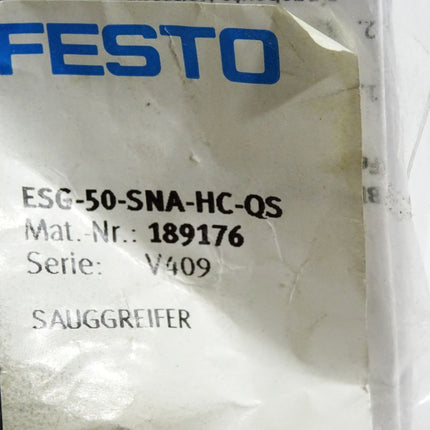 FESTO
ESG-50-SNA-HC-QS
Mat.-Nr.: 189176
Serie: V409
SAUGGREIFER